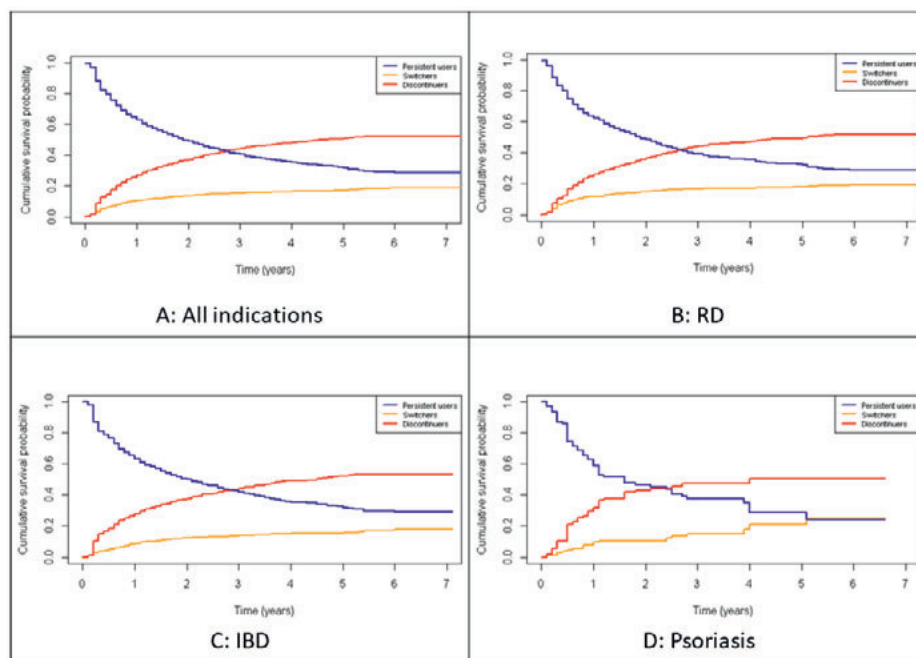 Cumulative survival probability
0.0 0.2 0.4 0.6 0.8 1.0
Persistent users
Switchers
Discontinuers
0 1 2 3 4 5 6 7
Time (years)
A: All indications
Cumulative survival probability
0.0 0.2 0.4 0.6 0.8 1.0
Persistent users
Switchers
Discontinuers
0 1 2 3 4 5 6 7
Time (years)
B: RD
Cumulative survival probability
0.0 0.2 0.4 0.6 0.8 1.0
Persistent users
Switchers
Discontinuers
0 1 2 3 4 5 6 7
Time (years)
C: IBD
Cumulative survival probability
0.0 0.2 0.4 0.6 0.8 1.0
Persistent users
Switchers
Discontinuers
0 1 2 3 4 5 6 7
Time (years)
D: Psoriasis